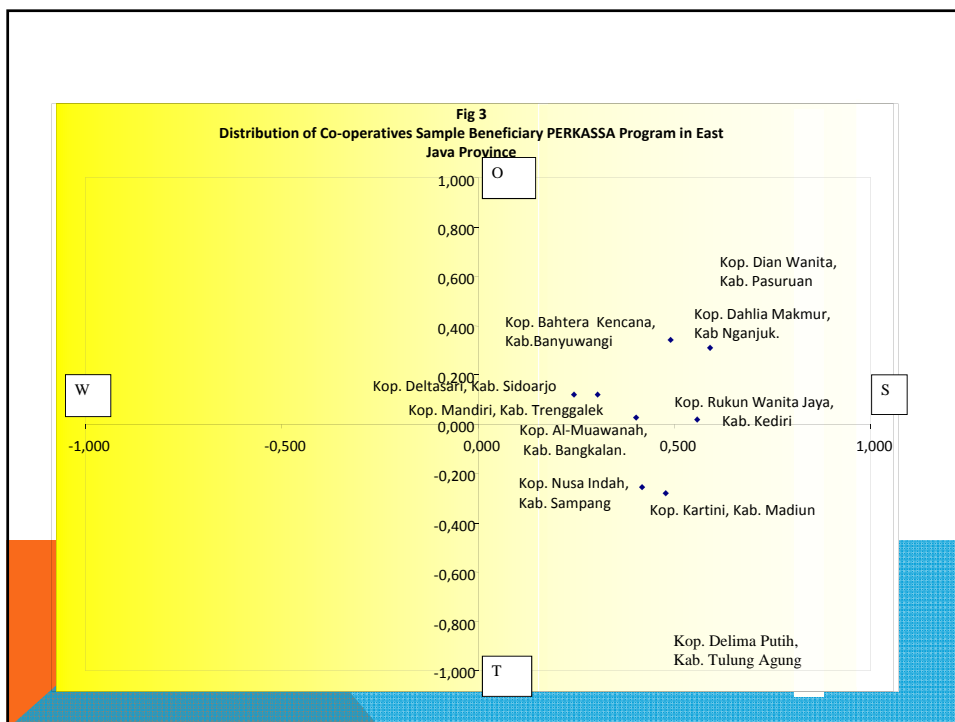 Fig 3
Distribution of Co-operatives Sample Beneficiary PERKASSA Program in East
Java Province
O
1,000
0,800
Kop. Dian Wanita,
Kab. Pasuruan
0,600
Kop. Dahlia Makmur,
Kab Nganjuk.
Kop. Bahtera Kencana,
Kab.Banyuwangi
0,400
W
0,200
S
Kop. Deltasari, Kab. Sidoarjo
Kop. Mandiri, Kab. Trenggalek
Kop. Rukun Wanita Jaya,
Kab. Kediri
0,000
Kop. Al-Muawanah,
Kab. Bangkalan.
-1,000
-0,500
0,000
0,500
1,000
-0,200
Kop. Nusa Indah,
Kab. Sampang
Kop. Kartini, Kab. Madiun
-0,400
-0,600
-0,800
Kop. Delima Putih,
Kab. Tulung Agung
-1,000
T